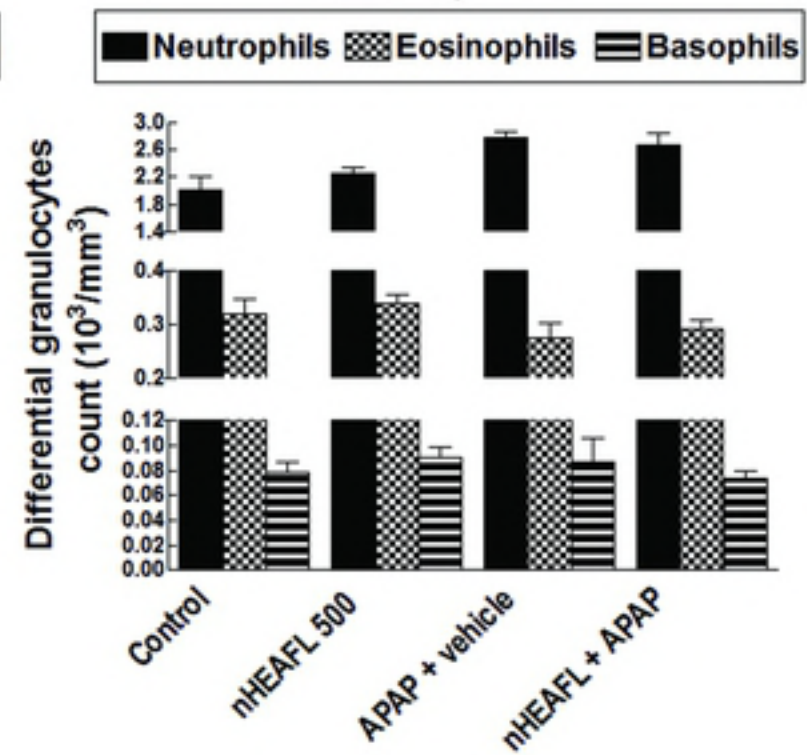 Neutrophils Eosinophils Basophils
Differential granulocytes
count (10³/mm³)
3.0
2.6
2.2
1.8
1.4
0.4
0.3
0.2
0.12
0.10
0.08
0.06
0.04
0.02
0.00
Control
nHEAFL 500
APAP + vehicle
nHEAFL + APAP